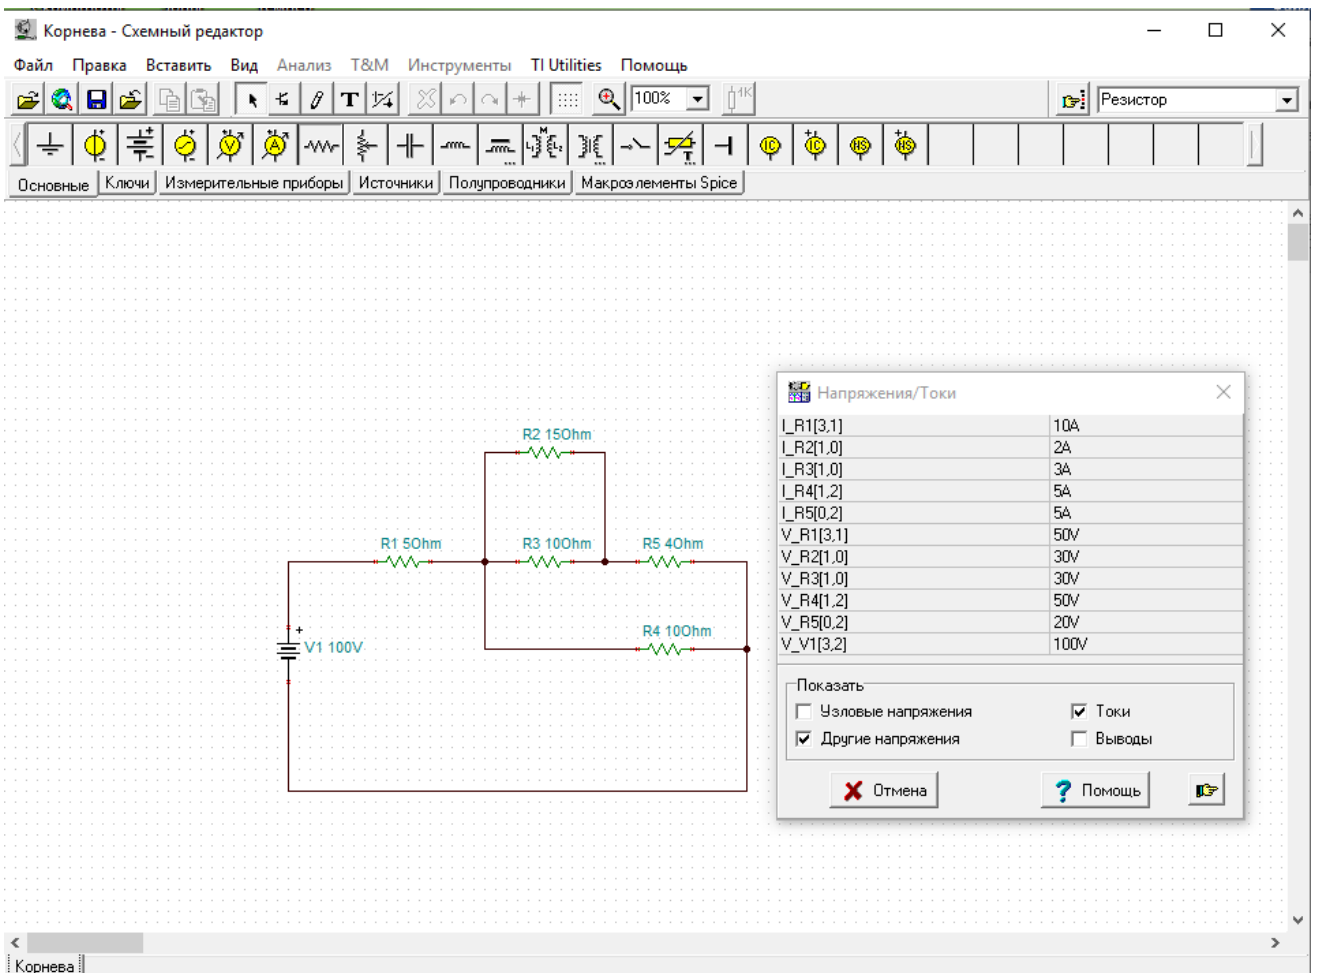 Корнева - Схемный редактор
Файл Правка Вставить Вид Анализ T&M Инструменты TI Utilities Помощь
100% 1K Резистор
Основные Ключи Измерительные приборы Источники Полупроводники Макроэлементы Spice
Напряжения/Токи
I_R1[3,1] 10A
I_R2[1,0] 2A
I_R3[1,0] 3A
I_R4[1,2] 5A
I_R5[0,2] 5A
V_R1[3,1] 50V
V_R2[1,0] 30V
V_R3[1,0] 30V
V_R4[1,2] 50V
V_R5[0,2] 20V
V_V1[3,2] 100V
Показать
Узловые напряжения Токи
Другие напряжения Выводы
Отмена Помощь
R2 15Ohm
R1 5Ohm R3 10Ohm R5 4Ohm
R4 10Ohm
+
V1 100V
Корнева